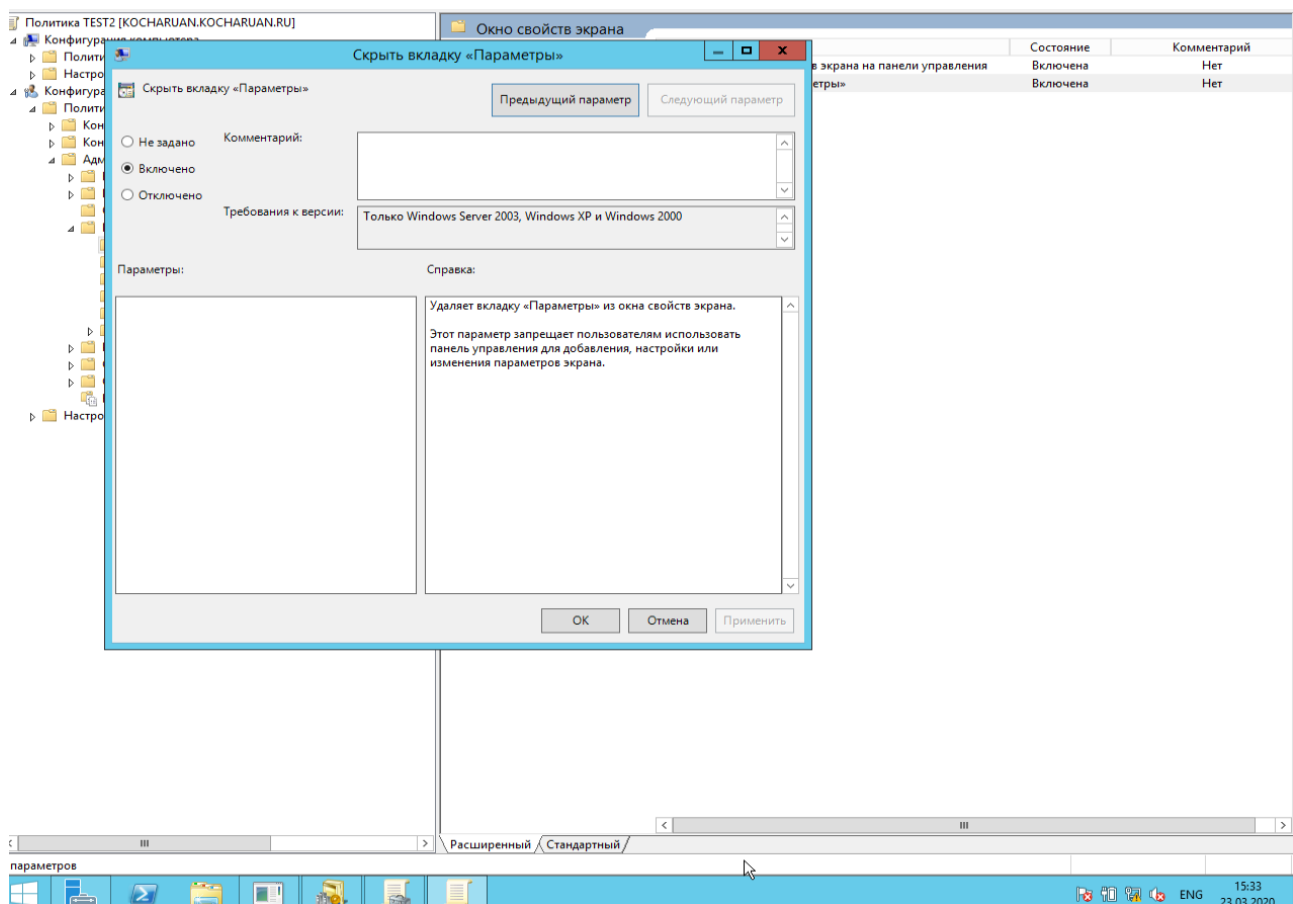 Политика TEST2 [KOCHARUAN.KOCHARUAN.RU]
Конфигурация компьютера
Полити
Настро
Конфигура
Полити
Кон
Кон
Адм
Настро
Окно свойств экрана
Состояние
Комментарий
в экрана на панели управления
Включена
Нет
етры»
Включена
Нет
Скрыть вкладку «Параметры»
Скрыть вкладку «Параметры»
Предыдущий параметр
Следующий параметр
Не задано
Включено
Отключено
Комментарий:
Требования к версии:
Только Windows Server 2003, Windows XP и Windows 2000
Параметры:
Справка:
Удаляет вкладку «Параметры» из окна свойств экрана.
Этот параметр запрещает пользователям использовать
панель управления для добавления, настройки или
изменения параметров экрана.
ОК
Отмена
Применить
Расширенный
Стандартный
параметров
ENG
15:33
23.03.2020